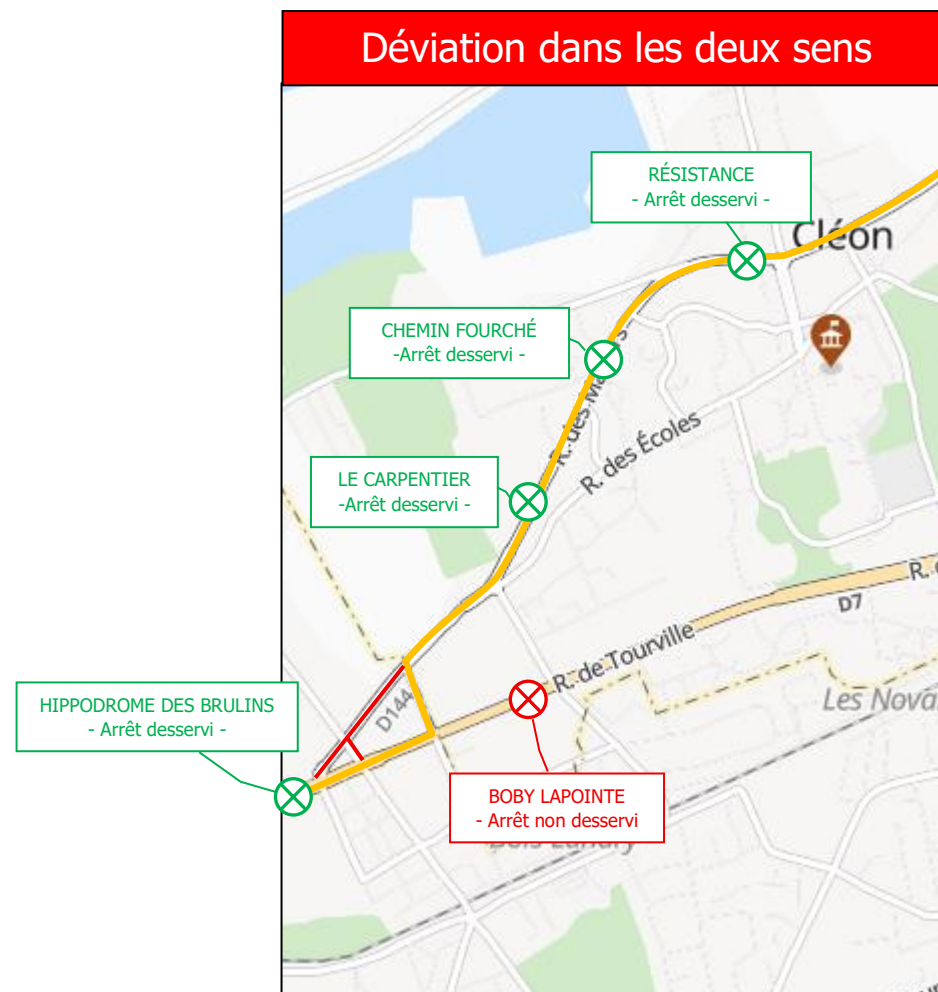 Déviation dans les deux sens
RÉSISTANCE
- Arrêt desservi -
Cléon
CHEMIN FOURCHÉ
-Arrêt desservi -
R. des
R. des Écoles
LE CARPENTIER
-Arrêt desservi -
R.
D7
R. de Tourville
Les
D144
HIPPODROME DES BRULINS
- Arrêt desservi -
BOBY LAPOINTE
- Arrêt non desservi